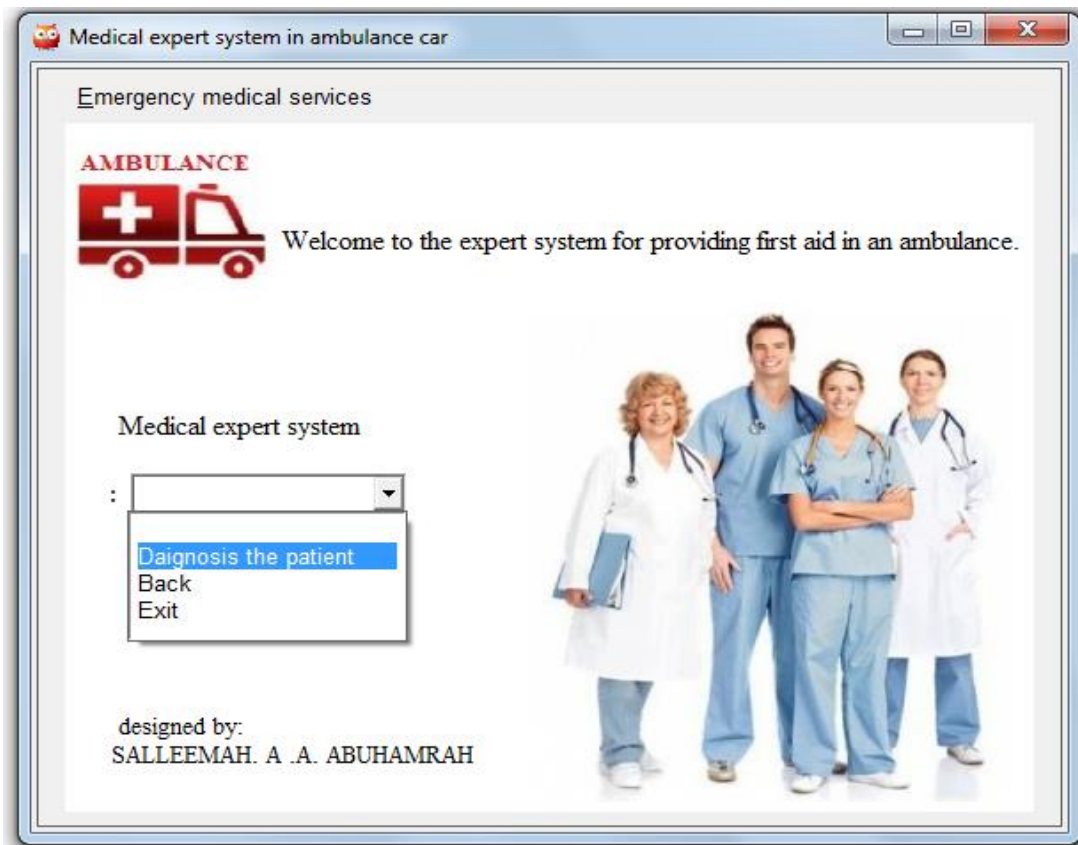 Medical expert system in ambulance car
Emergency medical services
AMBULANCE
Welcome to the expert system for providing first aid in an ambulance.
Medical expert system
:
Daignosis the patient
Back
Exit
designed by:
SALLEEMAH. A .A. ABUHAMRAH